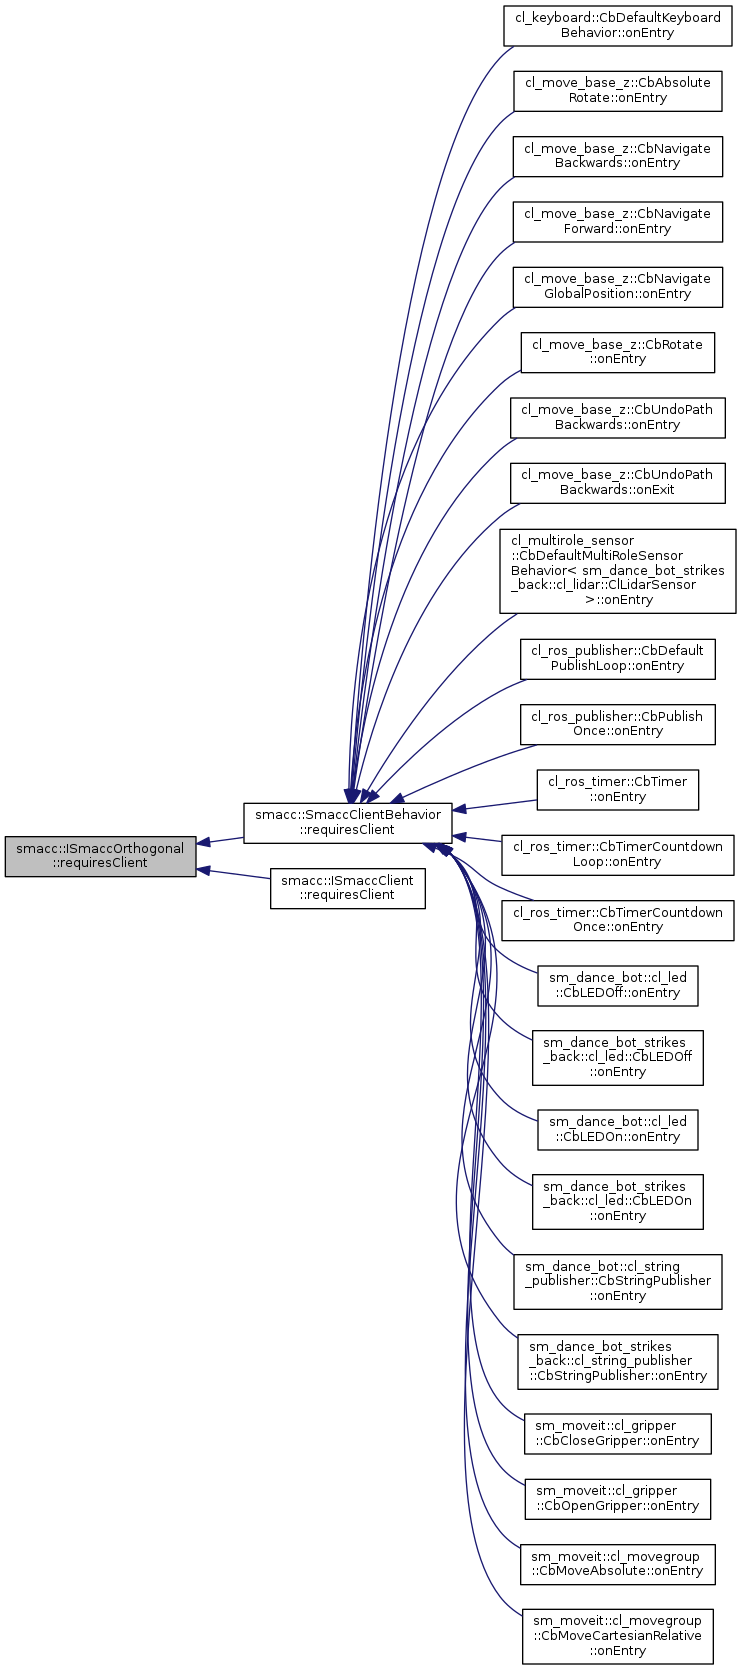 cl_keyboard::CbDefaultKeyboard
Behavior::onEntry
cl_move_base_z::CbAbsolute
Rotate::onEntry
cl_move_base_z::CbNavigate
Backwards::onEntry
cl_move_base_z::CbNavigate
Forward::onEntry
cl_move_base_z::CbNavigate
GlobalPosition::onEntry
cl_move_base_z::CbRotate
::onEntry
cl_move_base_z::CbUndoPath
Backwards::onEntry
cl_move_base_z::CbUndoPath
Backwards::onExit
cl_multirole_sensor
::CbDefaultMultiRoleSensor
Behavior< sm_dance_bot_strikes
_back::cl_lidar::ClLidarSensor
>::onEntry
cl_ros_publisher::CbDefault
PublishLoop::onEntry
cl_ros_publisher::CbPublish
Once::onEntry
cl_ros_timer::CbTimer
::onEntry
smacc::SmaccClientBehavior
::requiresClient
smacc::ISmaccOrthogonal
::requiresClient
smacc::ISmaccClient
::requiresClient
cl_ros_timer::CbTimerCountdown
Loop::onEntry
cl_ros_timer::CbTimerCountdown
Once::onEntry
sm_dance_bot::cl_led
::CbLEDOff::onEntry
sm_dance_bot_strikes
_back::cl_led::CbLEDOff
::onEntry
sm_dance_bot::cl_led
::CbLEDOn::onEntry
sm_dance_bot_strikes
_back::cl_led::CbLEDOn
::onEntry
sm_dance_bot::cl_string
_publisher::CbStringPublisher
::onEntry
sm_dance_bot_strikes
_back::cl_string_publisher
::CbStringPublisher::onEntry
sm_moveit::cl_gripper
::CbCloseGripper::onEntry
sm_moveit::cl_gripper
::CbOpenGripper::onEntry
sm_moveit::cl_movegroup
::CbMoveAbsolute::onEntry
sm_moveit::cl_movegroup
::CbMoveCartesianRelative
::onEntry